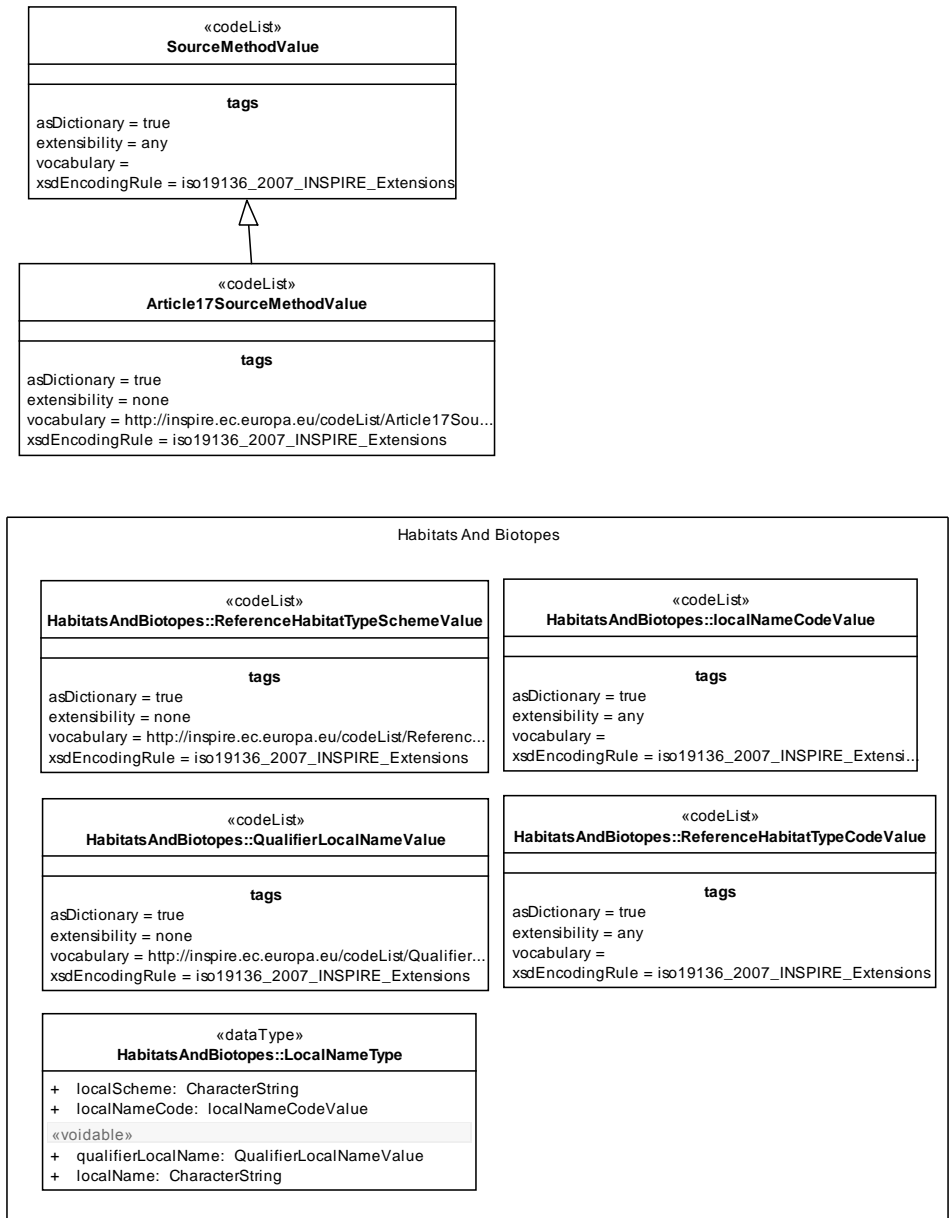 «codeList»
SourceMethodValue
tags
asDictionary = true
extensibility = any
vocabulary =
xsdEncodingRule = iso19136_2007_INSPIRE_Extensions
«codeList»
Article17SourceMethodValue
tags
asDictionary = true
extensibility = none
vocabulary = http://inspire.ec.europa.eu/codeList/Article17Sou...
xsdEncodingRule = iso19136_2007_INSPIRE_Extensions
Habitats And Biotopes
«codeList»
HabitatsAndBiotopes::ReferenceHabitatTypeSchemeValue
tags
asDictionary = true
extensibility = none
vocabulary = http://inspire.ec.europa.eu/codeList/Referenc...
xsdEncodingRule = iso19136_2007_INSPIRE_Extensions
«codeList»
HabitatsAndBiotopes::localNameCodeValue
tags
asDictionary = true
extensibility = any
vocabulary =
xsdEncodingRule = iso19136_2007_INSPIRE_Extensi...
«codeList»
HabitatsAndBiotopes::QualifierLocalNameValue
tags
asDictionary = true
extensibility = none
vocabulary = http://inspire.ec.europa.eu/codeList/Qualifier...
xsdEncodingRule = iso19136_2007_INSPIRE_Extensions
«codeList»
HabitatsAndBiotopes::ReferenceHabitatTypeCodeValue
tags
asDictionary = true
extensibility = any
vocabulary =
xsdEncodingRule = iso19136_2007_INSPIRE_Extensions
«dataType»
HabitatsAndBiotopes::LocalNameType
+ localScheme: CharacterString
+ localNameCode: localNameCodeValue
«voidable»
+ qualifierLocalName: QualifierLocalNameValue
+ localName: CharacterString